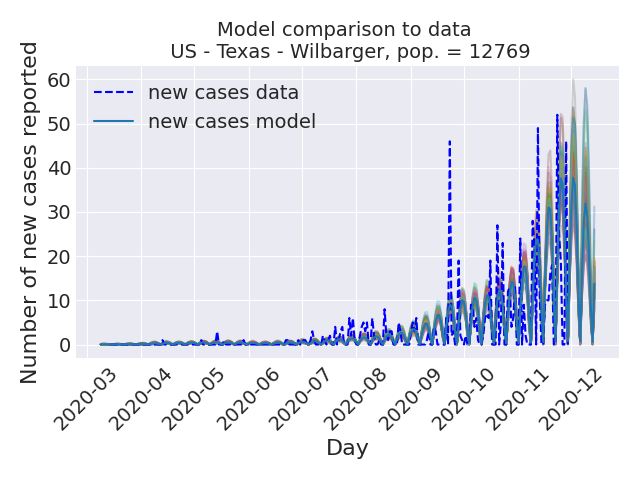 Model comparison to data
US - Texas - Wilbarger, pop. = 12769
Number of new cases reported
60
50
40
30
20
10
0
new cases data
new cases model
2020-03
2020-04
2020-05
2020-06
2020-07
2020-08
2020-09
2020-10
2020-11
2020-12
Day